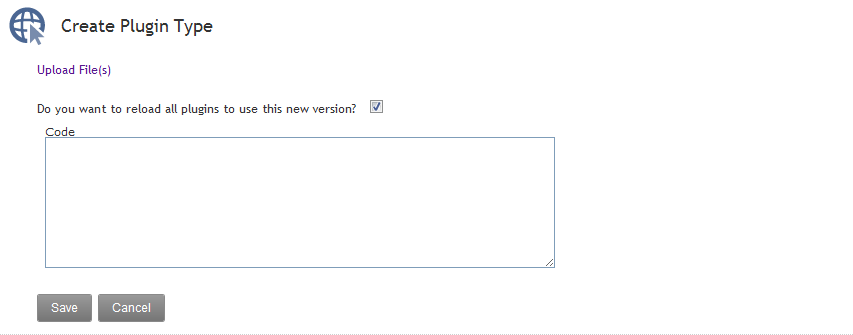 Create Plugin Type
Upload File(s)
Do you want to reload all plugins to use this new version?
Code
Save Cancel